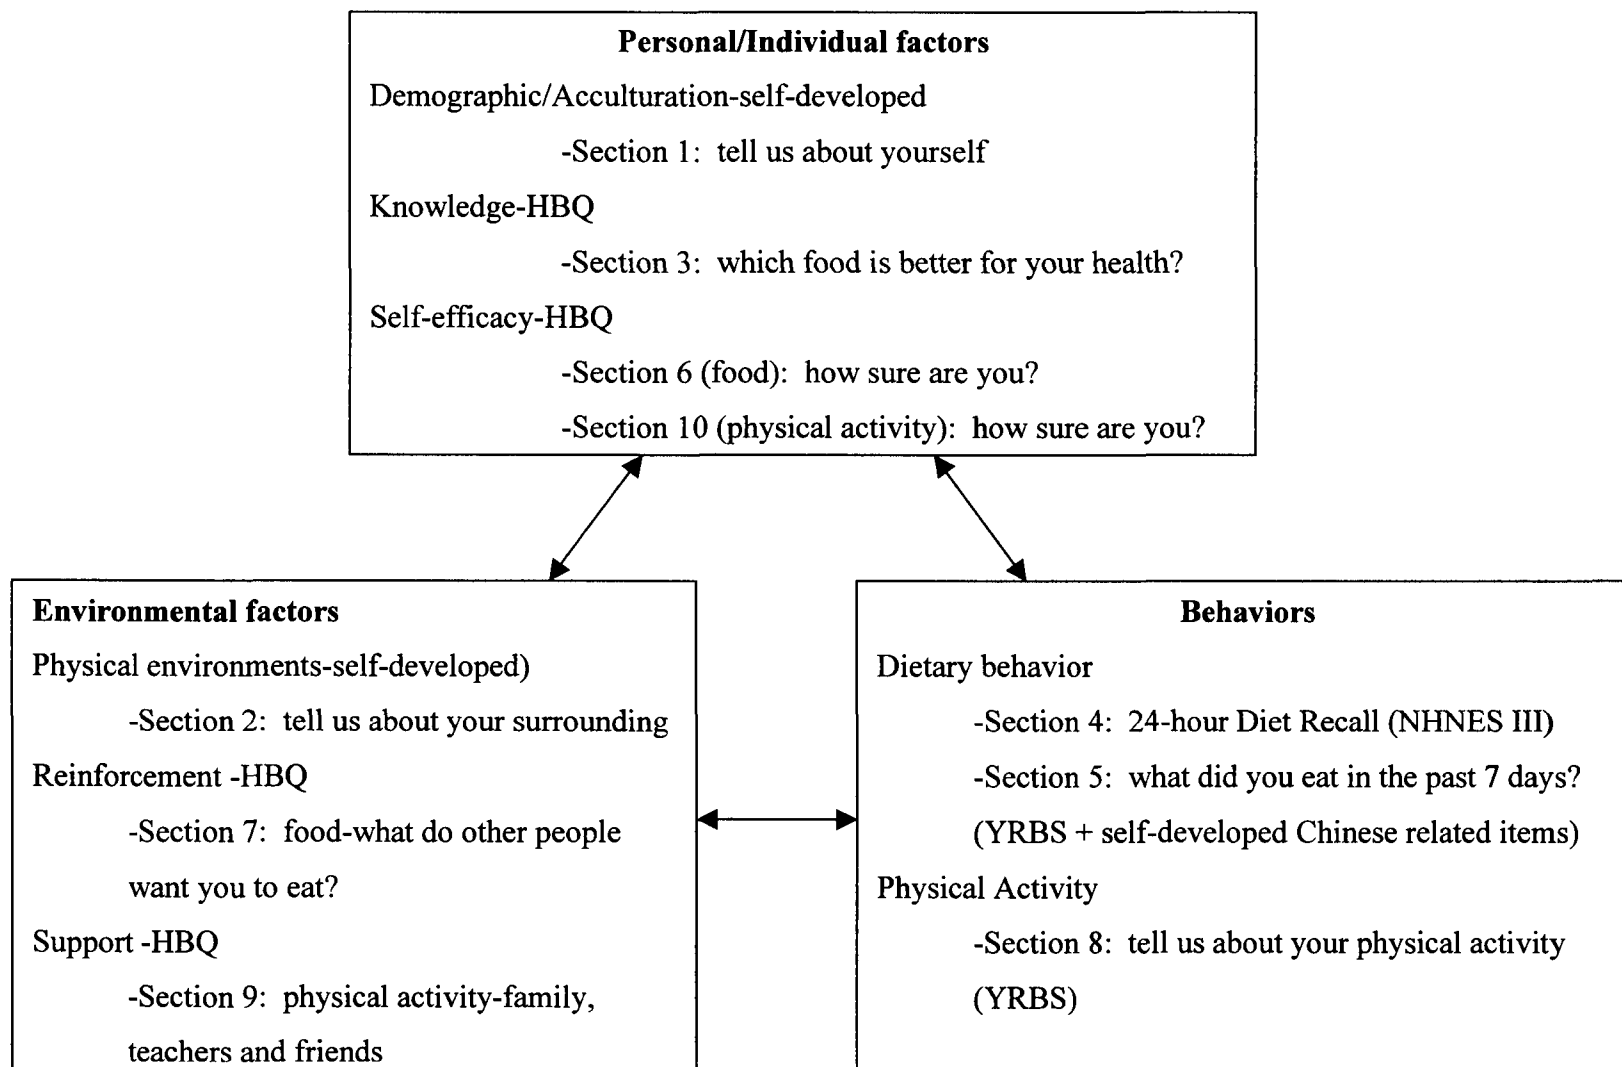 Personal/Individual factors
Demographic/Acculturation-self-developed
-Section 1: tell us about yourself
Knowledge-HBQ
-Section 3: which food is better for your health?
Self-efficacy-HBQ
-Section 6 (food): how sure are you?
-Section 10 (physical activity): how sure are you?
Environmental factors
Physical environments-self-developed)
-Section 2: tell us about your surrounding
Reinforcement -HBQ
-Section 7: food-what do other people
want you to eat?
Support -HBQ
-Section 9: physical activity-family,
teachers and friends
Behaviors
Dietary behavior
-Section 4: 24-hour Diet Recall (NHNES III)
-Section 5: what did you eat in the past 7 days?
(YRBS + self-developed Chinese related items)
Physical Activity
-Section 8: tell us about your physical activity
(YRBS)